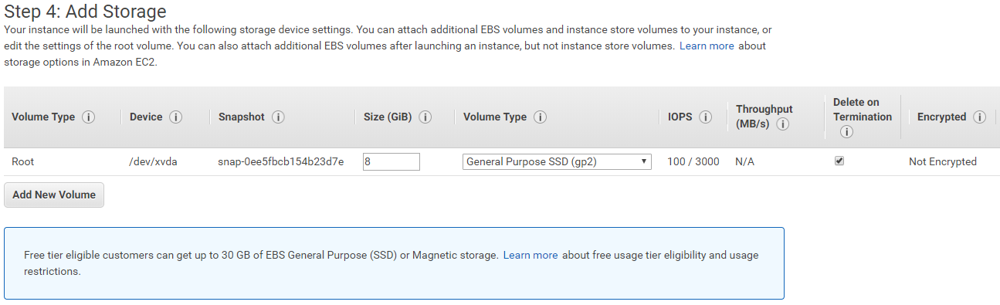 Step 4: Add Storage
Your instance will be launched with the following storage device settings. You can attach additional EBS volumes and instance store volumes to your instance, or
edit the settings of the root volume. You can also attach additional EBS volumes after launching an instance, but not instance store volumes. Learn more about
storage options in Amazon EC2.
Volume Type Device Snapshot Size (GiB) Volume Type IOPS Throughput (MB/s) Delete on Termination Encrypted
Root /dev/xvda snap-0ee5fbcb154b23d7e 8 General Purpose SSD (gp2) 100 / 3000 N/A Not Encrypted
Add New Volume
Free tier eligible customers can get up to 30 GB of EBS General Purpose (SSD) or Magnetic storage. Learn more about free usage tier eligibility and usage
restrictions.